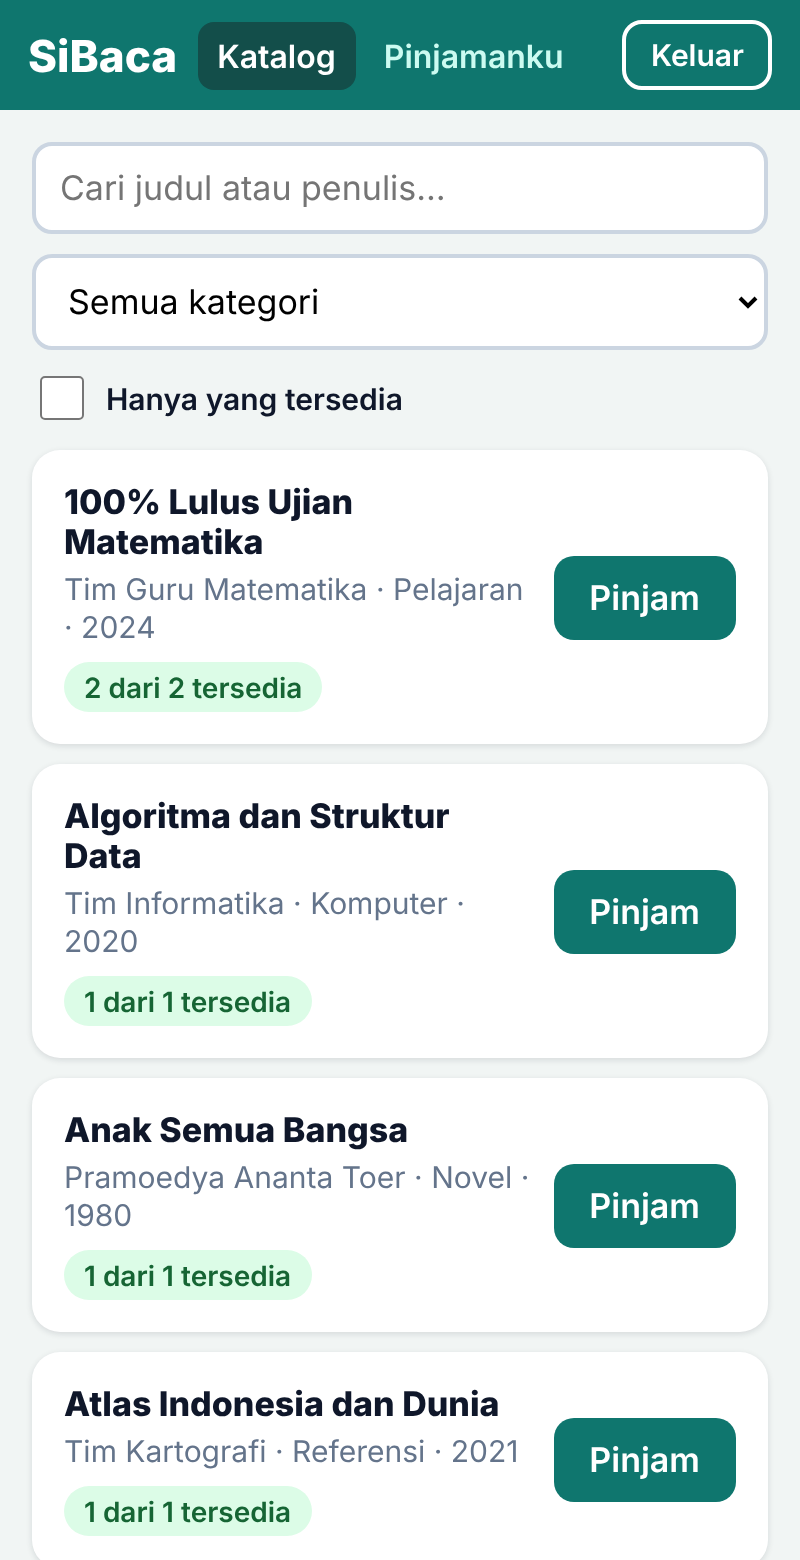 SiBaca Katalog Pinjamanku Keluar
Cari judul atau penulis...
Semua kategori
Hanya yang tersedia
100% Lulus Ujian
Matematika
Tim Guru Matematika · Pelajaran
· 2024
2 dari 2 tersedia
Pinjam
Algoritma dan Struktur
Data
Tim Informatika · Komputer ·
2020
1 dari 1 tersedia
Pinjam
Anak Semua Bangsa
Pramoedya Ananta Toer · Novel ·
1980
1 dari 1 tersedia
Pinjam
Atlas Indonesia dan Dunia
Tim Kartografi · Referensi · 2021
1 dari 1 tersedia
Pinjam